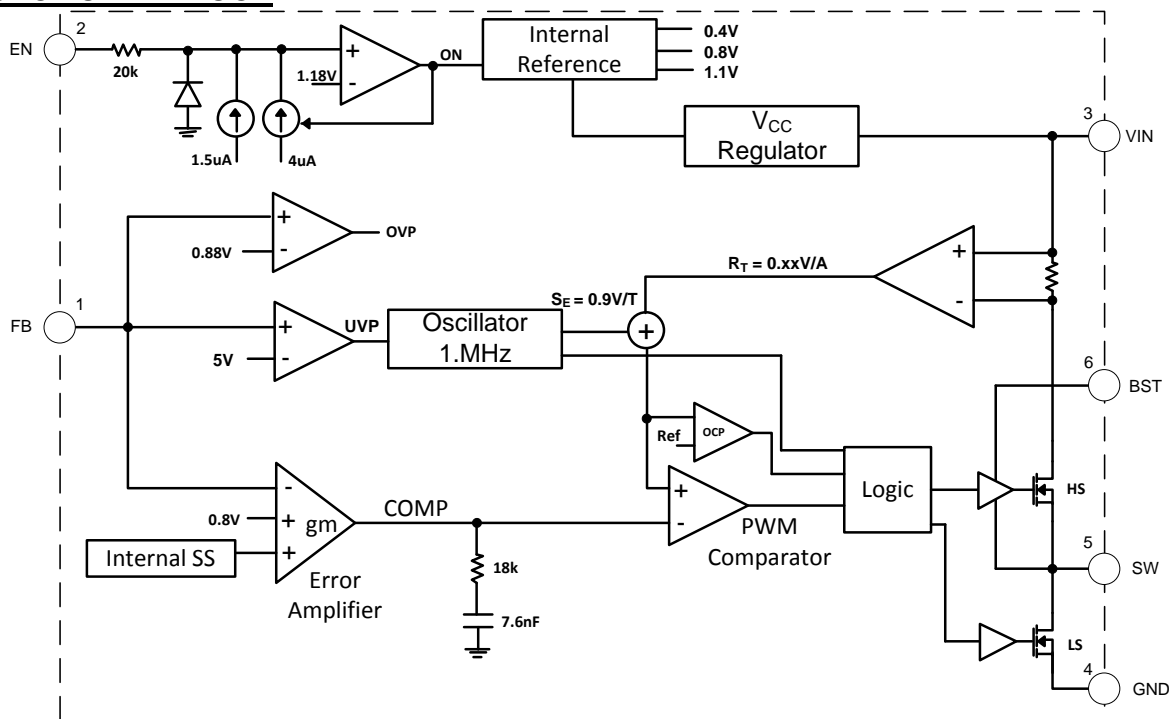 2
EN
20k
1.18V
+
-
ON
Internal
Reference
0.4V
0.8V
1.1V
1.5uA
4uA
V_CC
Regulator
3
VIN
+
-
0.88V
OVP
R_T = 0.xxV/A
+
-
1
FB
+
-
5V
UVP
Oscillator
1.MHz
S_E = 0.9V/T
+
6
BST
Ref
OCP
Logic
HS
-
0.8V
+
+
gm
Internal SS
Error
Amplifier
COMP
+
-
PWM
Comparator
18k
7.6nF
5
SW
LS
4
GND